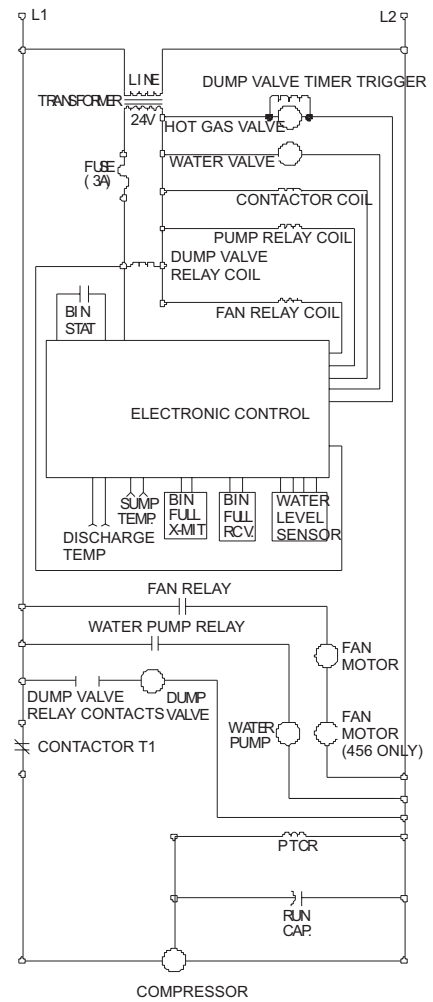 L1
L2
LINE
DUMP VALVE TIMER TRIGGER
TRANSFORMER
24V
HOT GAS VALVE
FUSE
(3A)
WATER VALVE
CONTACTOR COIL
PUMP RELAY COIL
DUMP VALVE
RELAY COIL
BIN
STAT
FAN RELAY COIL
ELECTRONIC CONTROL
DISCHARGE
TEMP
SUMP
TEMP.
BIN
FULL
X-MIT
BIN
FULL
RCV.
WATER
LEVEL
SENSOR
FAN RELAY
WATER PUMP RELAY
FAN
MOTOR
DUMP VALVE
RELAY CONTACTS
DUMP
VALVE
WATER
PUMP
FAN
MOTOR
(456 ONLY)
CONTACTOR T1
PTCR
RUN
CAP.
COMPRESSOR